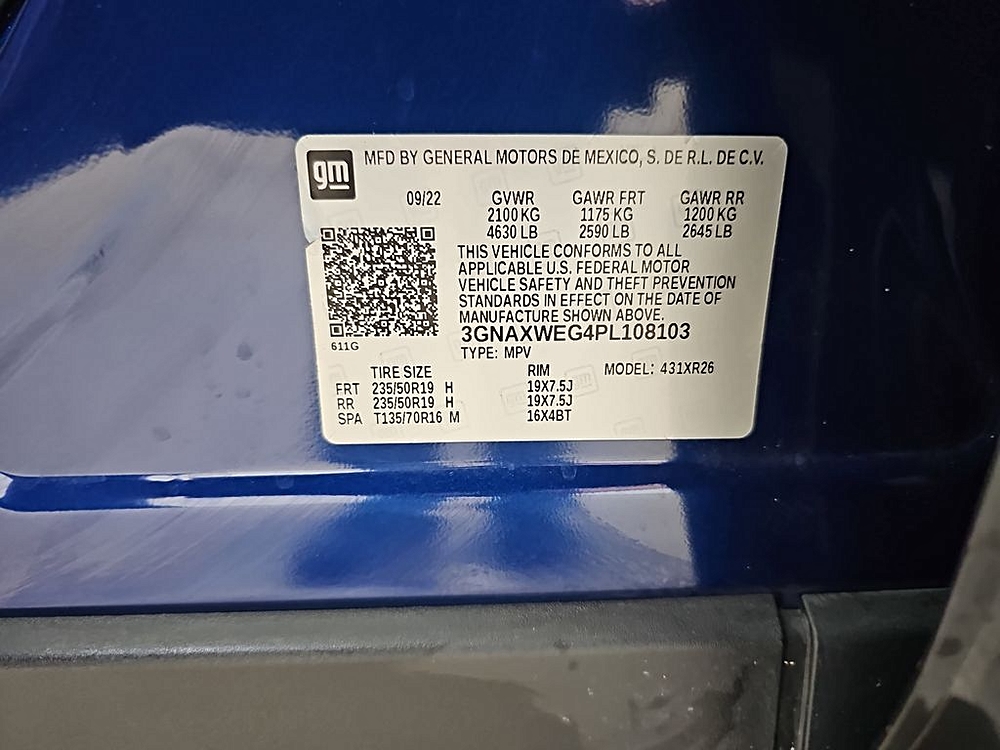 gm MFD BY GENERAL MOTORS DE MEXICO, S. DE R.L. DE C.V.
09/22 GVWR GAWR FRT GAWR RR
2100 KG 1175 KG 1200 KG
4630 LB 2590 LB 2645 LB
THIS VEHICLE CONFORMS TO ALL
APPLICABLE U.S. FEDERAL MOTOR
VEHICLE SAFETY AND THEFT PREVENTION
STANDARDS IN EFFECT ON THE DATE OF
MANUFACTURE SHOWN ABOVE.
3GNAXWEG4PL108103
611G
TYPE: MPV
TIRE SIZE RIM MODEL: 431XR26
FRT 235/50R19 H 19X7.5J
RR 235/50R19 H 19X7.5J
SPA T135/70R16 M 16X4BT